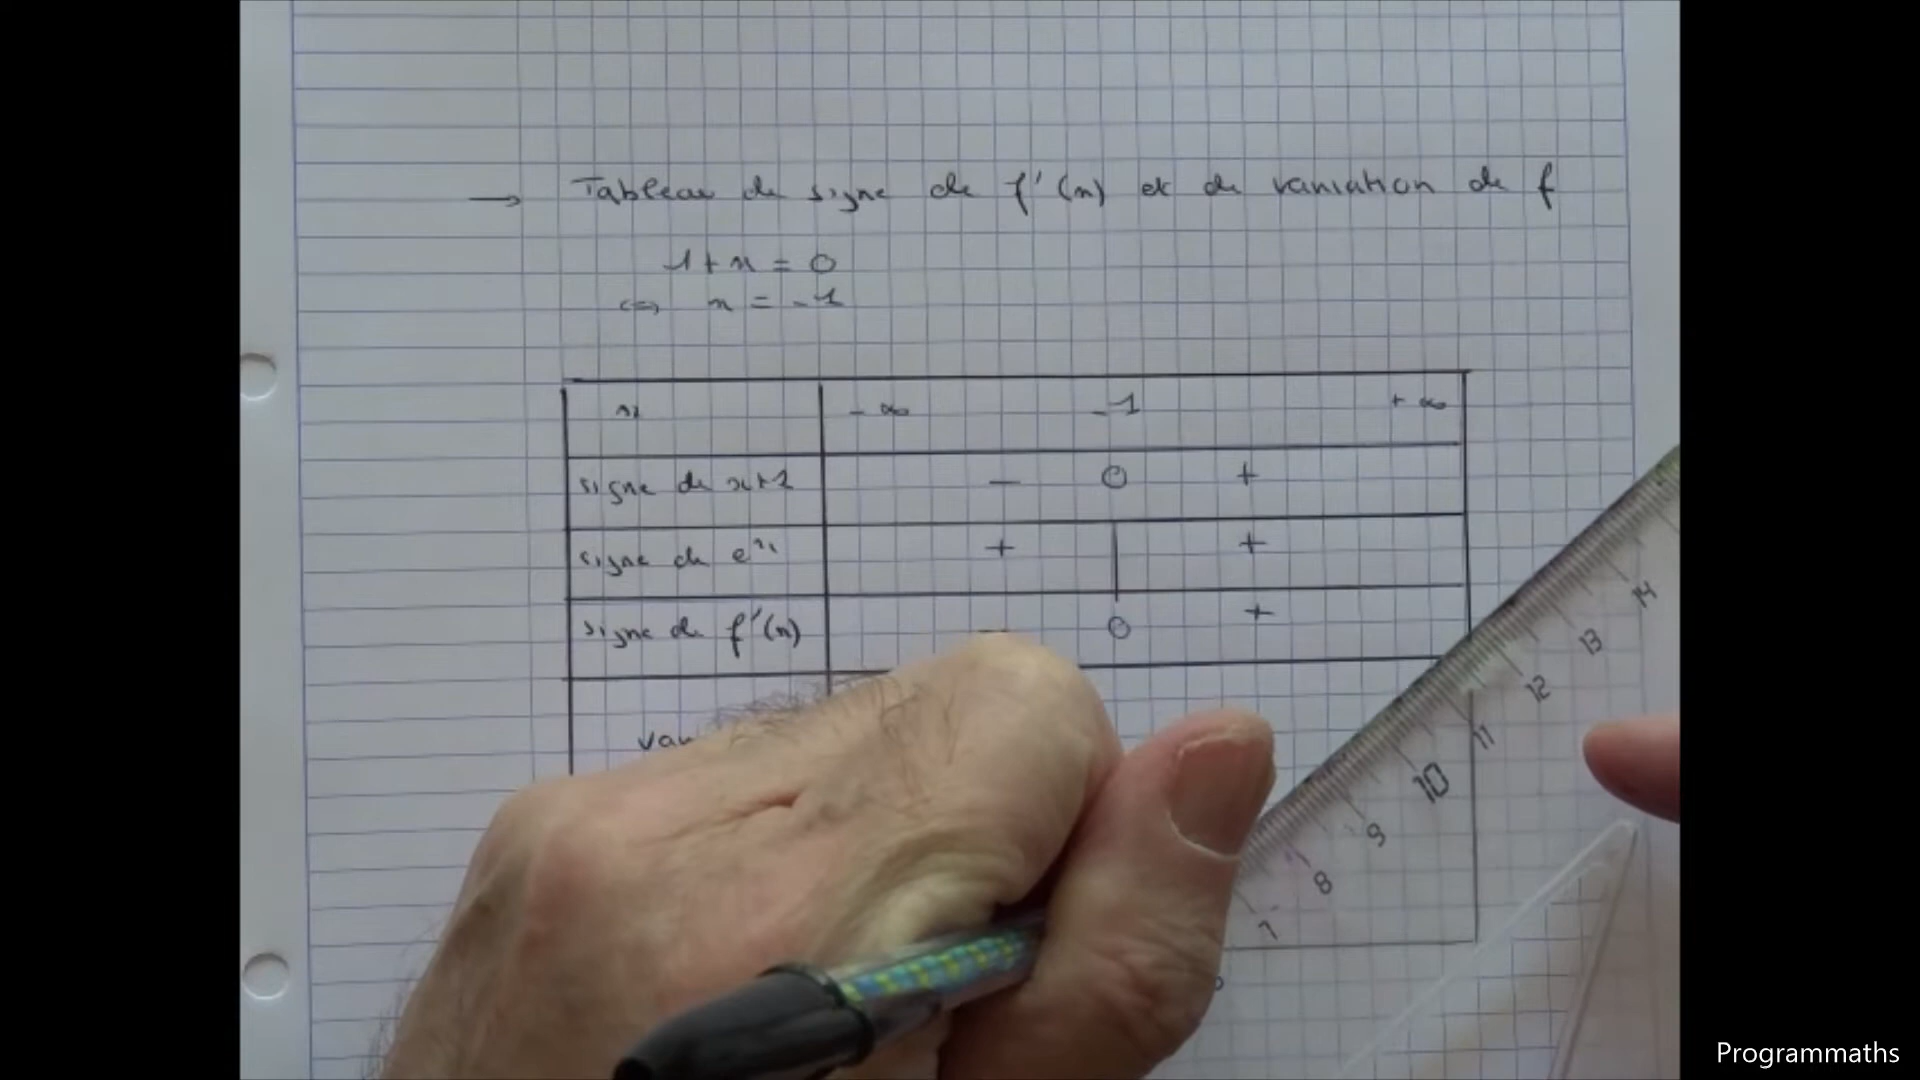 → Tableau de signe de f'(x) et de variation de f
1 + x = 0
⇔ x = -1
x -∞ -1 +∞
signe de x+1 - 0 +
signe de e^x + +
signe de f'(x) - 0 +
7 8 9 10 11 12 13 14
Programmaths